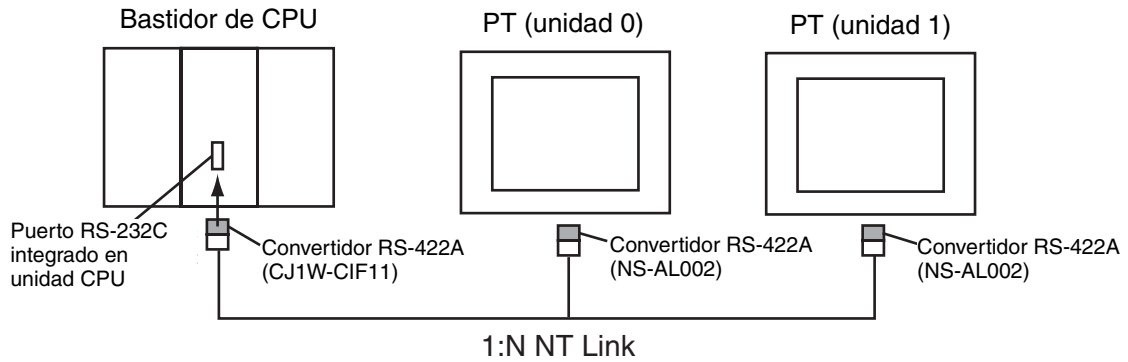 Bastidor de CPU
PT (unidad 0)
PT (unidad 1)
Puerto RS-232C
integrado en
unidad CPU
Convertidor RS-422A
(CJ1W-CIF11)
Convertidor RS-422A
(NS-AL002)
Convertidor RS-422A
(NS-AL002)
1:N NT Link